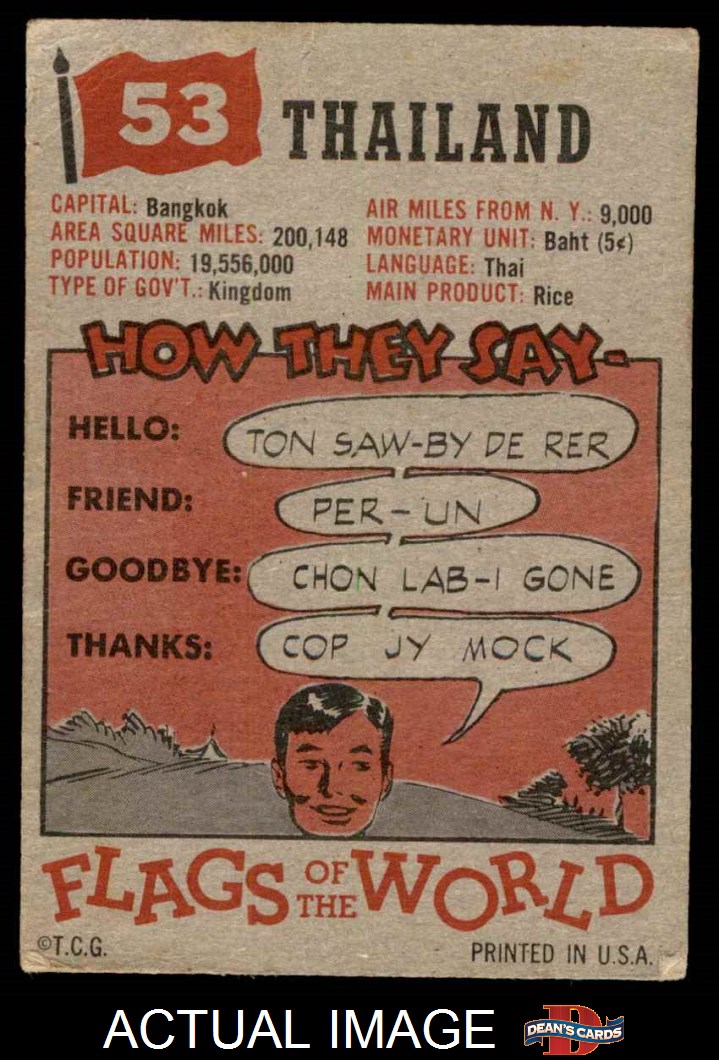 53 THAILAND
CAPITAL: Bangkok
AREA SQUARE MILES: 200,148
POPULATION: 19,556,000
TYPE OF GOV'T.: Kingdom
AIR MILES FROM N. Y.: 9,000
MONETARY UNIT: Baht (5¢)
LANGUAGE: Thai
MAIN PRODUCT: Rice
HOW THEY SAY-
HELLO: TON SAW-BY DE RER
FRIEND: PER-UN
GOODBYE: CHON LAB-I GONE
THANKS: COP JY MOCK
FLAGS OF THE WORLD
©T.C.G. PRINTED IN U.S.A.
ACTUAL IMAGE D DEAN'S CARDS